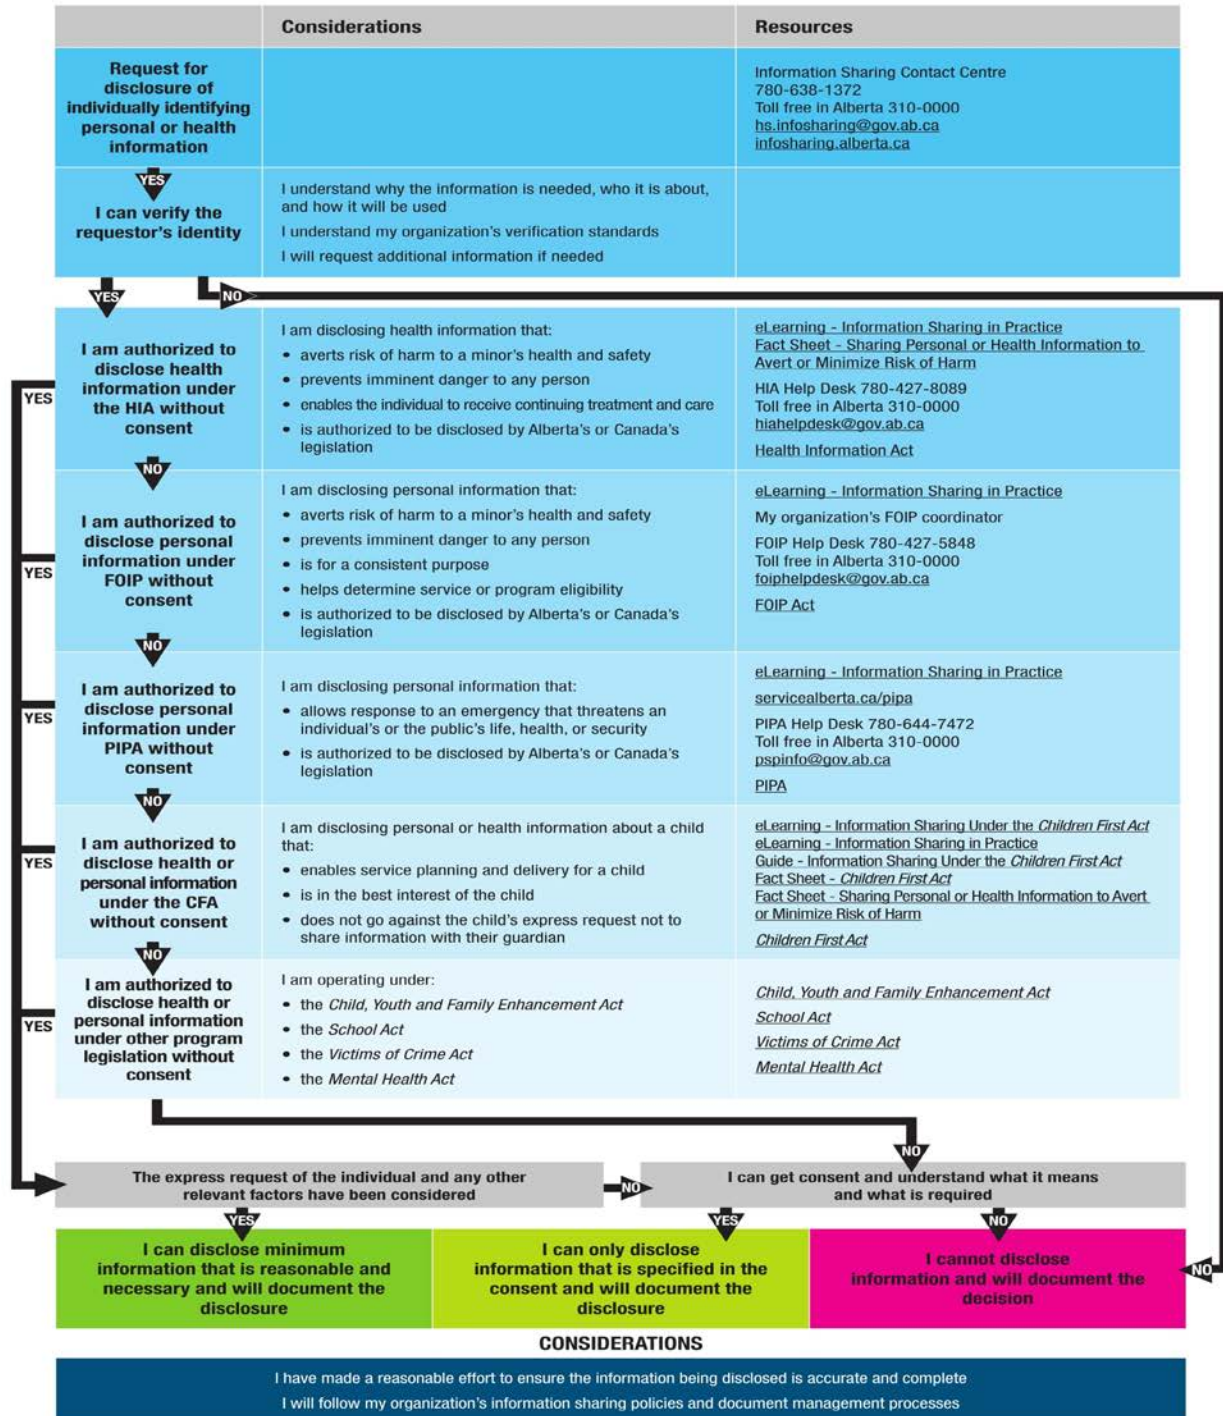 Considerations
Resources
Request for
disclosure of
individually identifying
personal or health
information
Information Sharing Contact Centre
780-638-1372
Toll free in Alberta 310-0000
hs.infosharing@gov.ab.ca
infosharing.alberta.ca
YES
I can verify the
requestor's identity
I understand why the information is needed, who it is about,
and how it will be used
I understand my organization's verification standards
I will request additional information if needed
YES
NO
I am authorized to
disclose health
information under
the HIA without
consent
I am disclosing health information that:
• averts risk of harm to a minor's health and safety
• prevents imminent danger to any person
• enables the individual to receive continuing treatment and care
• is authorized to be disclosed by Alberta's or Canada's
legislation
eLearning - Information Sharing in Practice
Fact Sheet - Sharing Personal or Health Information to
Avert or Minimize Risk of Harm
HIA Help Desk 780-427-8089
Toll free in Alberta 310-0000
hiahelpdesk@gov.ab.ca
Health Information Act
YES
NO
I am authorized to
disclose personal
information under
FOIP without
consent
I am disclosing personal information that:
• averts risk of harm to a minor's health and safety
• prevents imminent danger to any person
• is for a consistent purpose
• helps determine service or program eligibility
• is authorized to be disclosed by Alberta's or Canada's
legislation
eLearning - Information Sharing in Practice
My organization's FOIP coordinator
FOIP Help Desk 780-427-5848
Toll free in Alberta 310-0000
foiphelpdesk@gov.ab.ca
FOIP Act
YES
NO
I am authorized to
disclose personal
information under
PIPA without
consent
I am disclosing personal information that:
• allows response to an emergency that threatens an
individual's or the public's life, health, or security
• is authorized to be disclosed by Alberta's or Canada's
legislation
eLearning - Information Sharing in Practice
servicealberta.ca/pipa
PIPA Help Desk 780-644-7472
Toll free in Alberta 310-0000
pspinfo@gov.ab.ca
PIPA
YES
NO
I am authorized to
disclose health or
personal information
under the CFA
without consent
I am disclosing personal or health information about a child
that:
• enables service planning and delivery for a child
• is in the best interest of the child
• does not go against the child's express request not to
share information with their guardian
eLearning - Information Sharing Under the Children First Act
eLearning - Information Sharing in Practice
Guide - Information Sharing Under the Children First Act
Fact Sheet - Children First Act
Fact Sheet - Sharing Personal or Health Information to Avert
or Minimize Risk of Harm
Children First Act
YES
NO
I am authorized to
disclose health or
personal information
under other program
legislation without
consent
I am operating under:
• the Child, Youth and Family Enhancement Act
• the School Act
• the Victims of Crime Act
• the Mental Health Act
Child, Youth and Family Enhancement Act
School Act
Victims of Crime Act
Mental Health Act
YES
NO
The express request of the individual and any other
relevant factors have been considered
NO
I can get consent and understand what it means
and what is required
YES
YES
NO
I can disclose minimum
information that is reasonable and
necessary and will document the
disclosure
I can only disclose
information that is specified in the
consent and will document the
disclosure
I cannot disclose
information and will document the
decision
NO
CONSIDERATIONS
I have made a reasonable effort to ensure the information being disclosed is accurate and complete
I will follow my organization's information sharing policies and document management processes